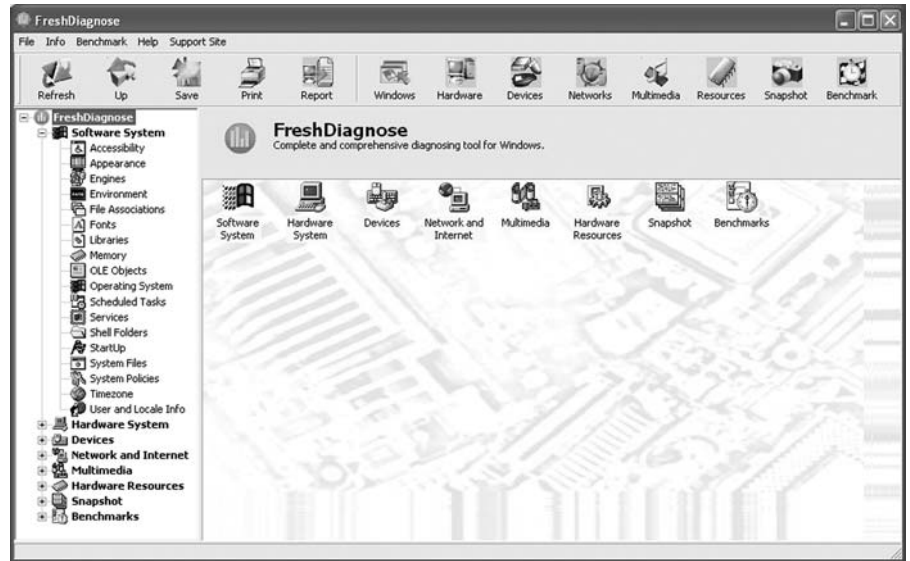 FreshDiagnose
File Info Benchmark Help Support Site
Refresh Up Save Print Report Windows Hardware Devices Networks Multimedia Resources Snapshot Benchmark
FreshDiagnose
Software System
Accessibility
Appearance
Engines
Environment
File Associations
Fonts
Libraries
Memory
OLE Objects
Operating System
Scheduled Tasks
Services
Shell Folders
StartUp
System Files
System Policies
Timezone
User and Locale Info
Hardware System
Devices
Network and Internet
Multimedia
Hardware Resources
Snapshot
Benchmarks
FreshDiagnose
Complete and comprehensive diagnosing tool for Windows.
Software System
Hardware System
Devices
Network and Internet
Multimedia
Hardware Resources
Snapshot
Benchmarks